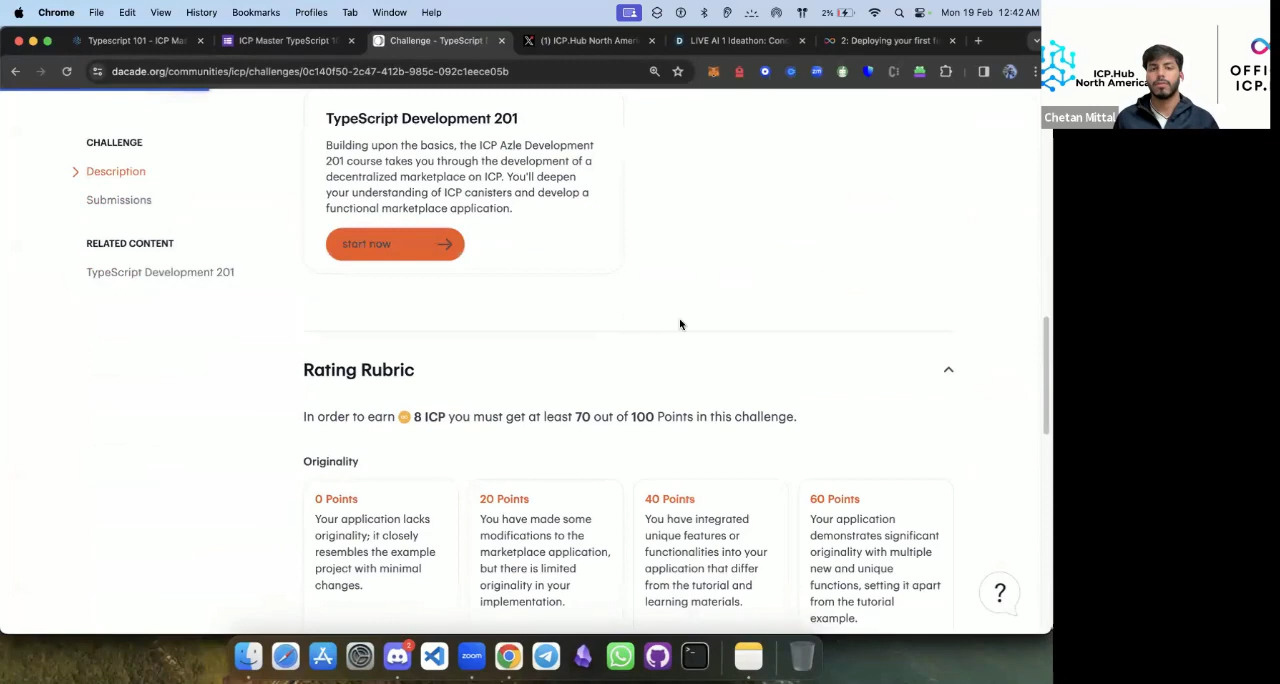 Chrome File Edit View History Bookmarks Profiles Tab Window Help 2% Mon 19 Feb 12:42 AM
Typescript 101 - ICP Ma
ICP Master TypeScript 1
Challenge - TypeScript
(1) ICP.Hub North Ameri
LIVE AI 1 Ideathon: Con
2: Deploying your first f
dacade.org/communities/icp/challenges/0c140f50-2c47-412b-985c-092c1eece05b
ICP.Hub
North America
OFFI
ICP.
Chetan Mittal
CHALLENGE
Description
Submissions
RELATED CONTENT
TypeScript Development 201
TypeScript Development 201
Building upon the basics, the ICP Azle Development
201 course takes you through the development of a
decentralized marketplace on ICP. You'll deepen
your understanding of ICP canisters and develop a
functional marketplace application.
start now
Rating Rubric
In order to earn 8 ICP you must get at least 70 out of 100 Points in this challenge.
Originality
0 Points
Your application lacks
originality; it closely
resembles the example
project with minimal
changes.
20 Points
You have made some
modifications to the
marketplace application,
but there is limited
originality in your
implementation.
40 Points
You have integrated
unique features or
functionalities into your
application that differ
from the tutorial and
learning materials.
60 Points
Your application
demonstrates significant
originality with multiple
new and unique
functions, setting it apart
from the tutorial
example.
?
2
zoom